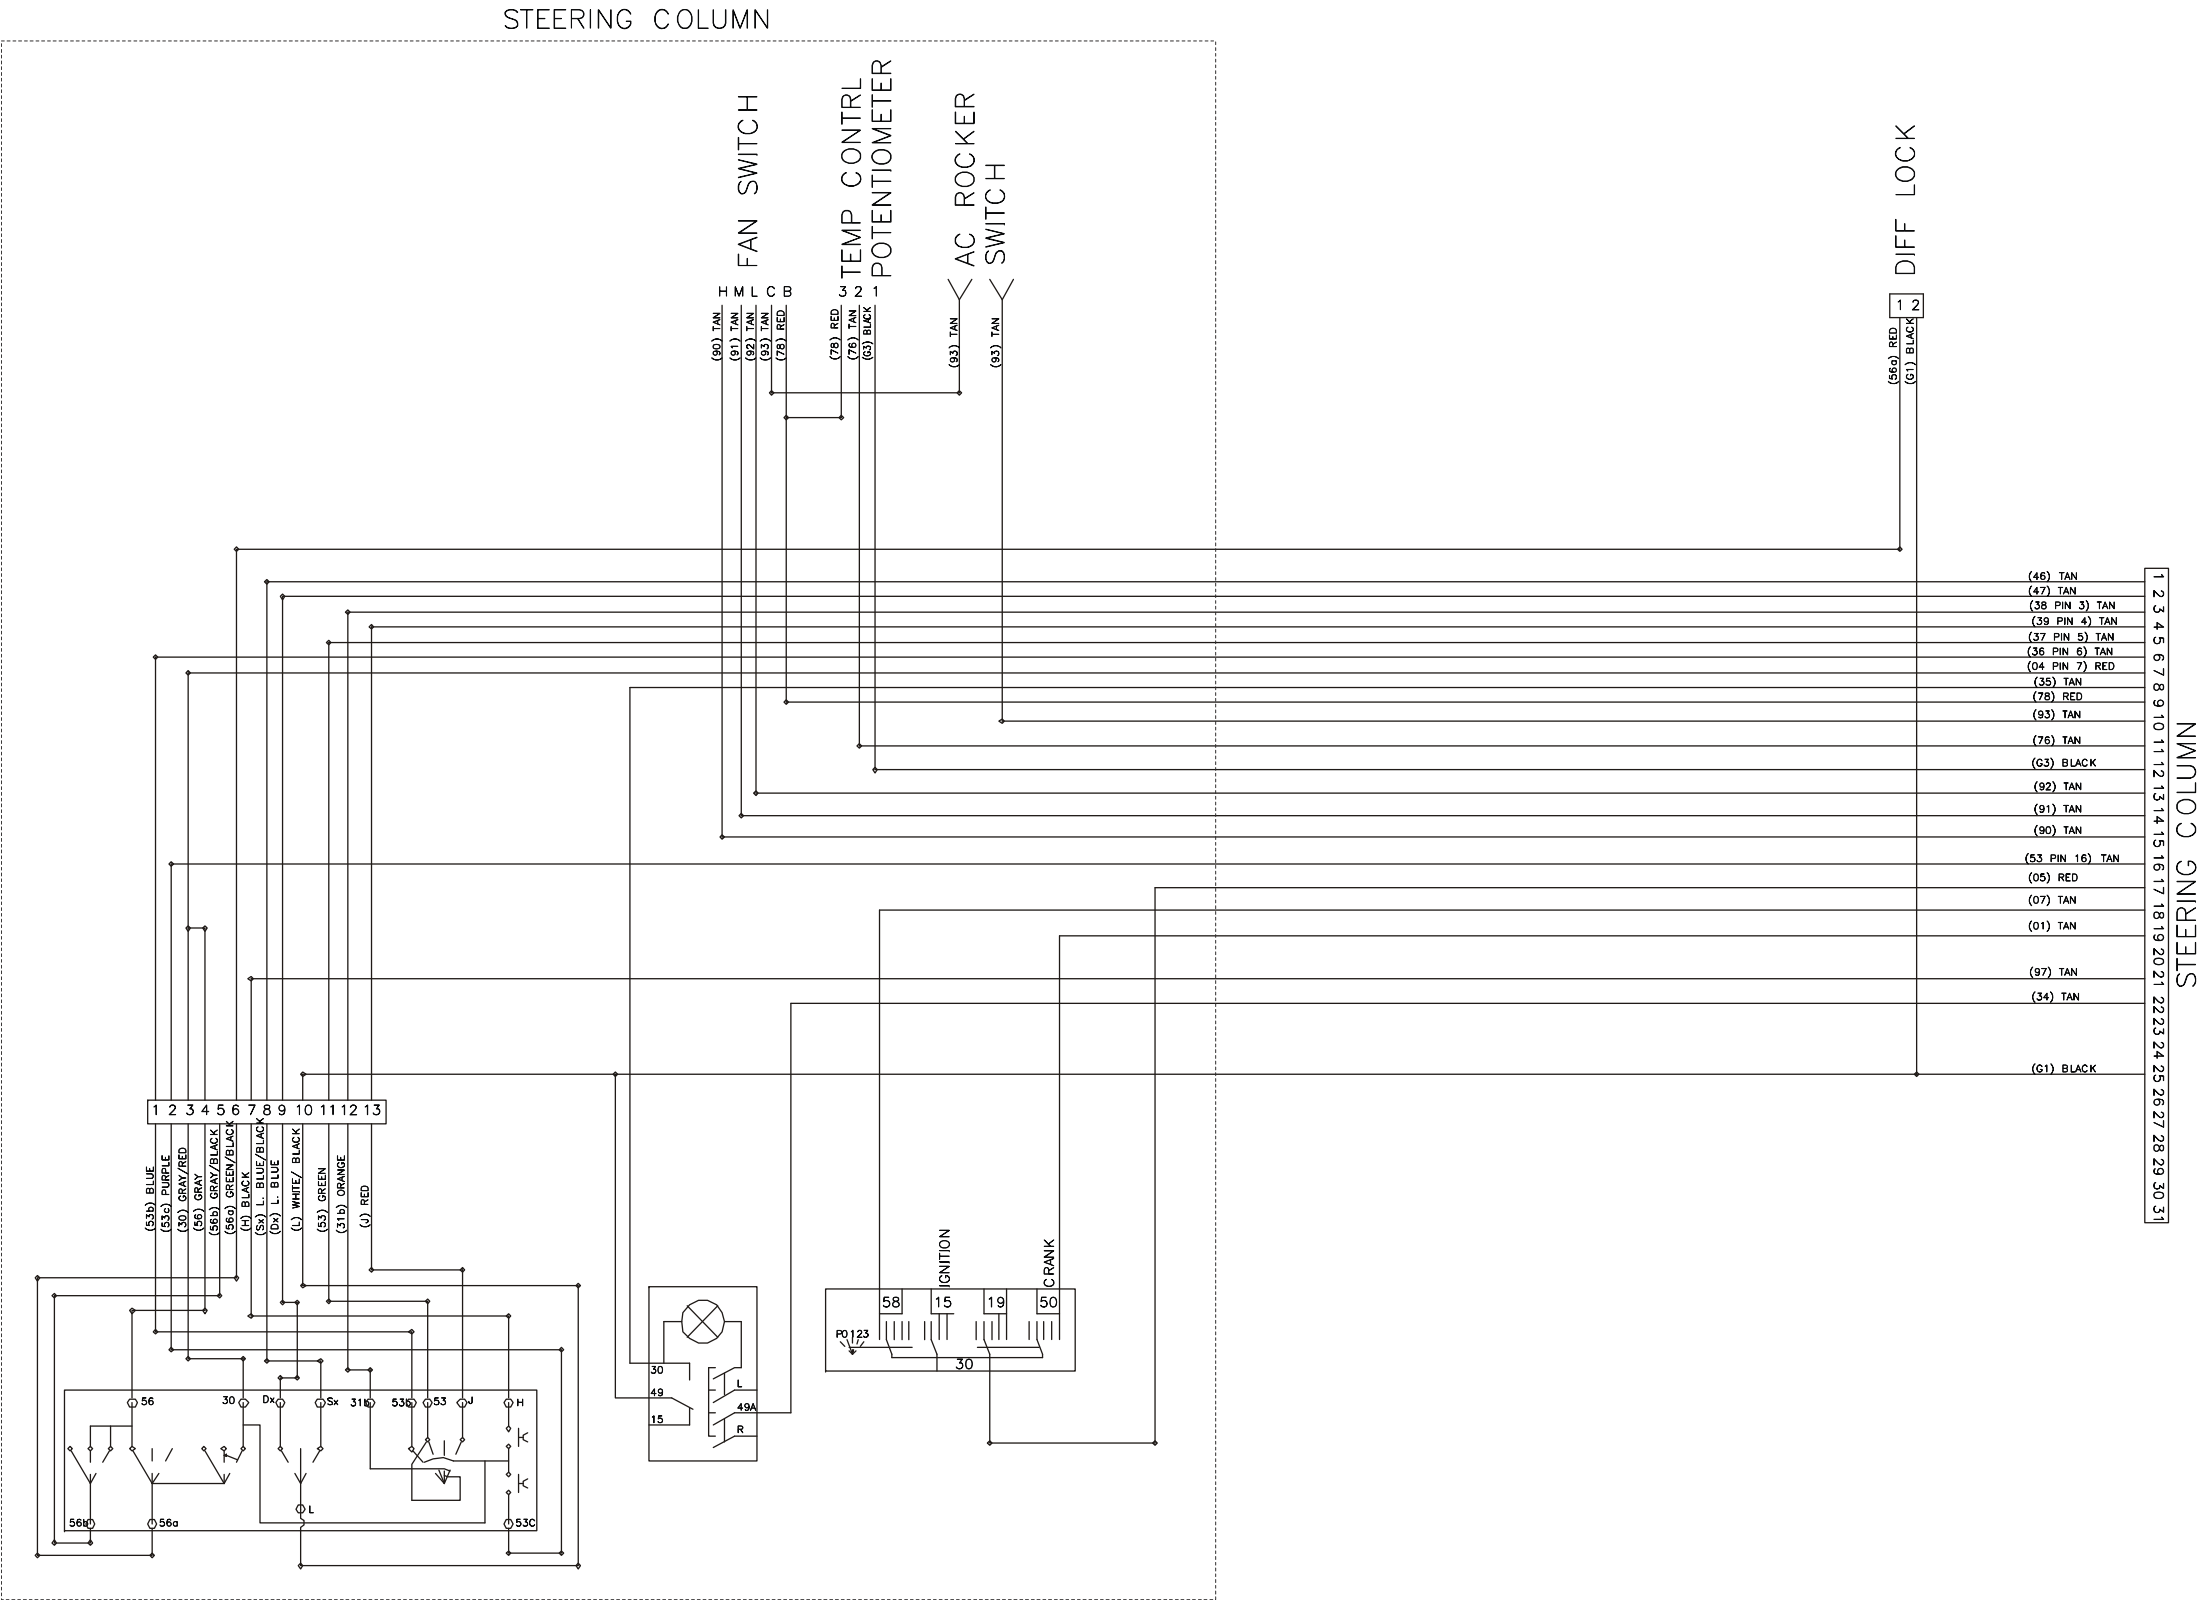 STEERING COLUMN
FAN SWITCH
TEMP CONTRL
POTENTIOMETER
AC ROCKER
SWITCH
DIFF LOCK
H M L C B
3 2 1
1 2
(90) TAN
(91) TAN
(92) TAN
(93) TAN
(78) RED
(78) RED
(76) TAN
(G3) BLACK
(93) TAN
(93) TAN
(56a) RED
(G1) BLACK
(46) TAN
(47) TAN
(38 PIN 3) TAN
(39 PIN 4) TAN
(37 PIN 5) TAN
(36 PIN 6) TAN
(04 PIN 7) RED
(35) TAN
(78) RED
(93) TAN
(76) TAN
(G3) BLACK
(92) TAN
(91) TAN
(90) TAN
(53 PIN 16) TAN
(05) RED
(07) TAN
(01) TAN
(97) TAN
(34) TAN
(G1) BLACK
1 2 3 4 5 6 7 8 9 10 11 12 13 14 15 16 17 18 19 20 21 22 23 24 25 26 27 28 29 30 31
STEERING COLUMN
1 2 3 4 5 6 7 8 9 10 11 12 13
(53b) BLUE
(53c) PURPLE
(30) GRAY/RED
(56) GRAY
(56b) GRAY/BLACK
(56a) GREEN/BLACK
(H) BLACK
(Sx) L. BLUE/BLACK
(Dx) L. BLUE
(L) WHITE/ BLACK
(53) GREEN
(31b) ORANGE
(J) RED
IGNITION
CRANK
58 15 19 50
P0123
30
30
49
15
L
49A
R
56 30 Dx Sx 31b 53b 53 J H
L
56b 56a 53C